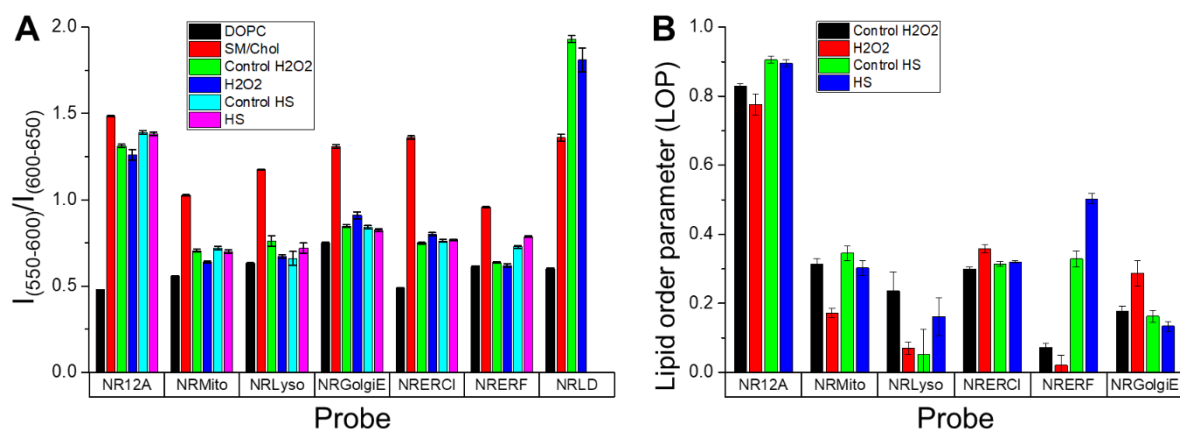 A
I(550-600)/I(600-650)
2.0
1.5
1.0
0.5
0.0
DOPC
SM/Chol
Control H2O2
H2O2
Control HS
HS
NR12A NRMito NRLyso NRGolgiE NRERCl NRERF NRLD
Probe
B
Lipid order parameter (LOP)
1.0
0.8
0.6
0.4
0.2
0.0
Control H2O2
H2O2
Control HS
HS
NR12A NRMito NRLyso NRERCl NRERF NRGolgiE
Probe